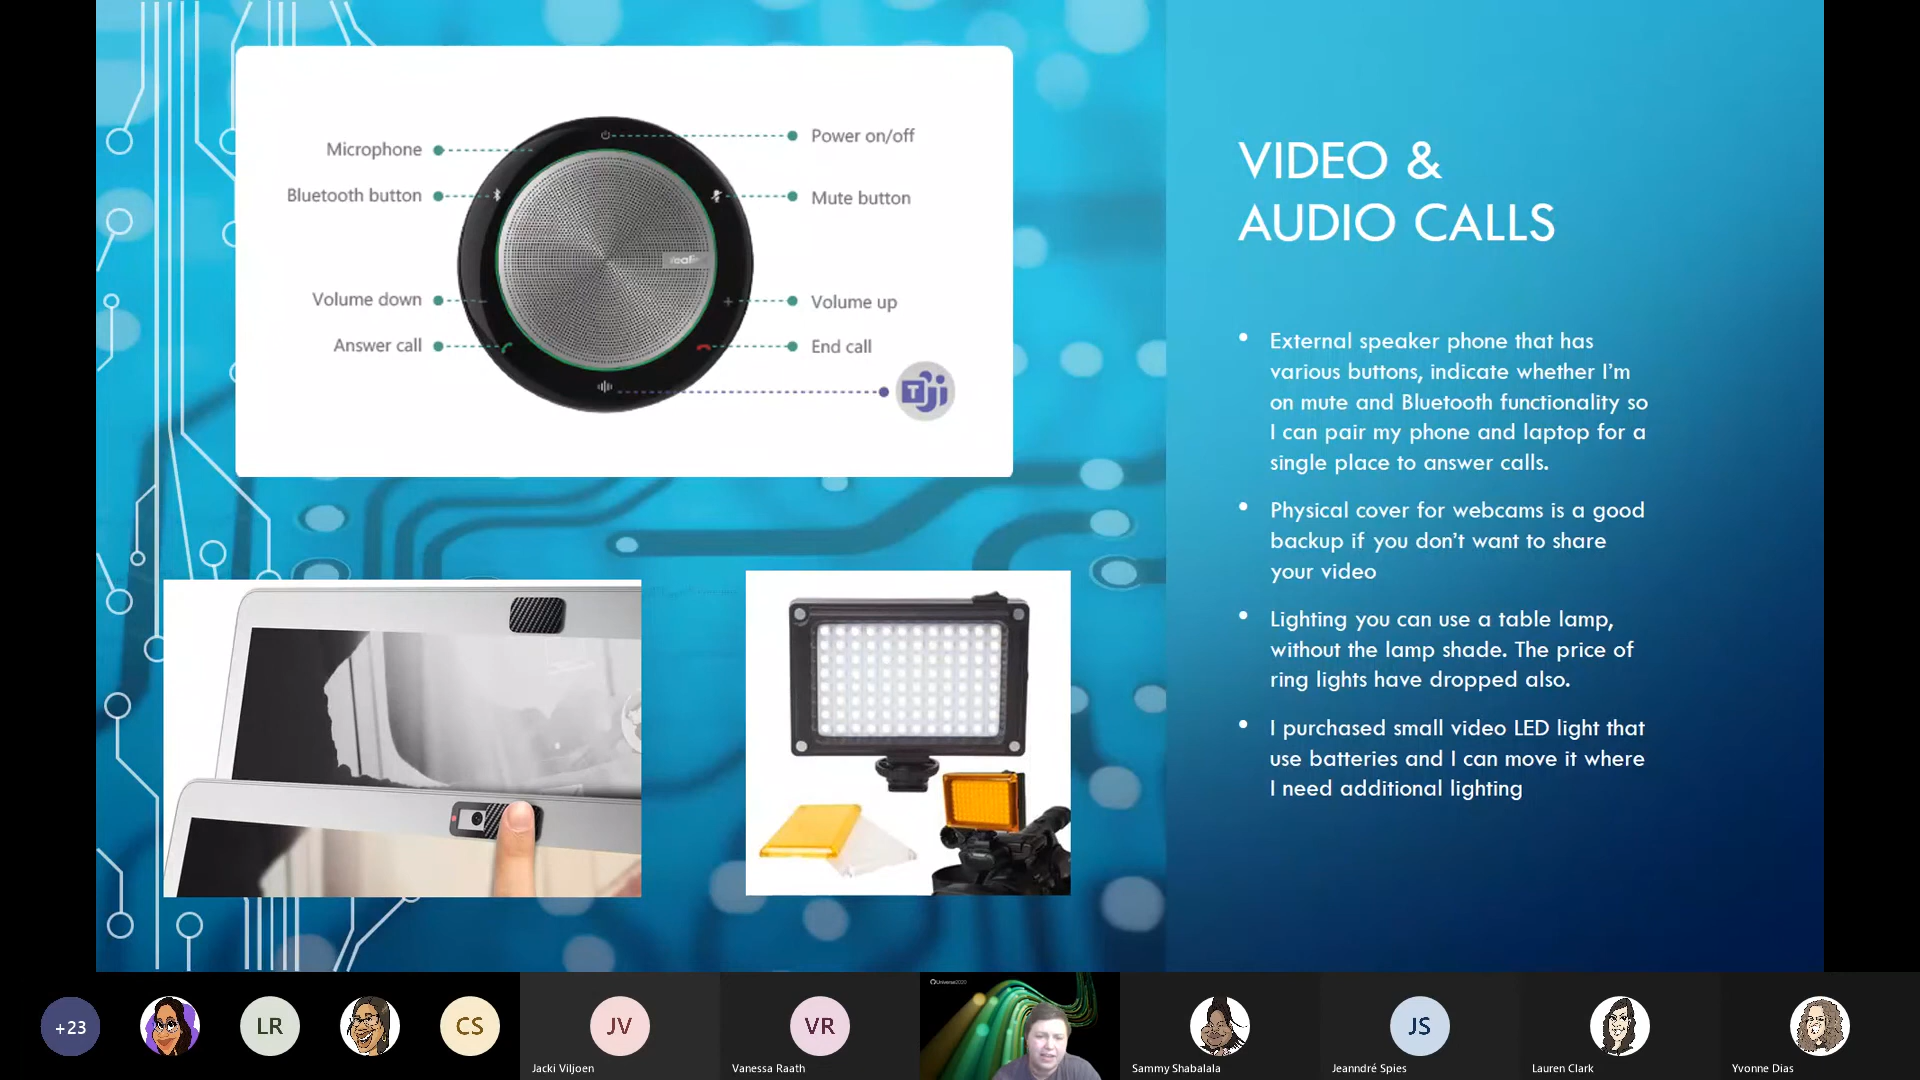 Microphone
Bluetooth button
Volume down
Answer call
Power on/off
Mute button
Volume up
End call
T
VIDEO &
AUDIO CALLS
• External speaker phone that has
various buttons, indicate whether I'm
on mute and Bluetooth functionality so
I can pair my phone and laptop for a
single place to answer calls.
• Physical cover for webcams is a good
backup if you don't want to share
your video
• Lighting you can use a table lamp,
without the lamp shade. The price of
ring lights have dropped also.
• I purchased small video LED light that
use batteries and I can move it where
I need additional lighting
+23
LR
CS
JV
Jacki Viljoen
VR
Vanessa Raath
Universe2020
Sammy Shabalala
JS
Jeanndré Spies
Lauren Clark
Yvonne Dias